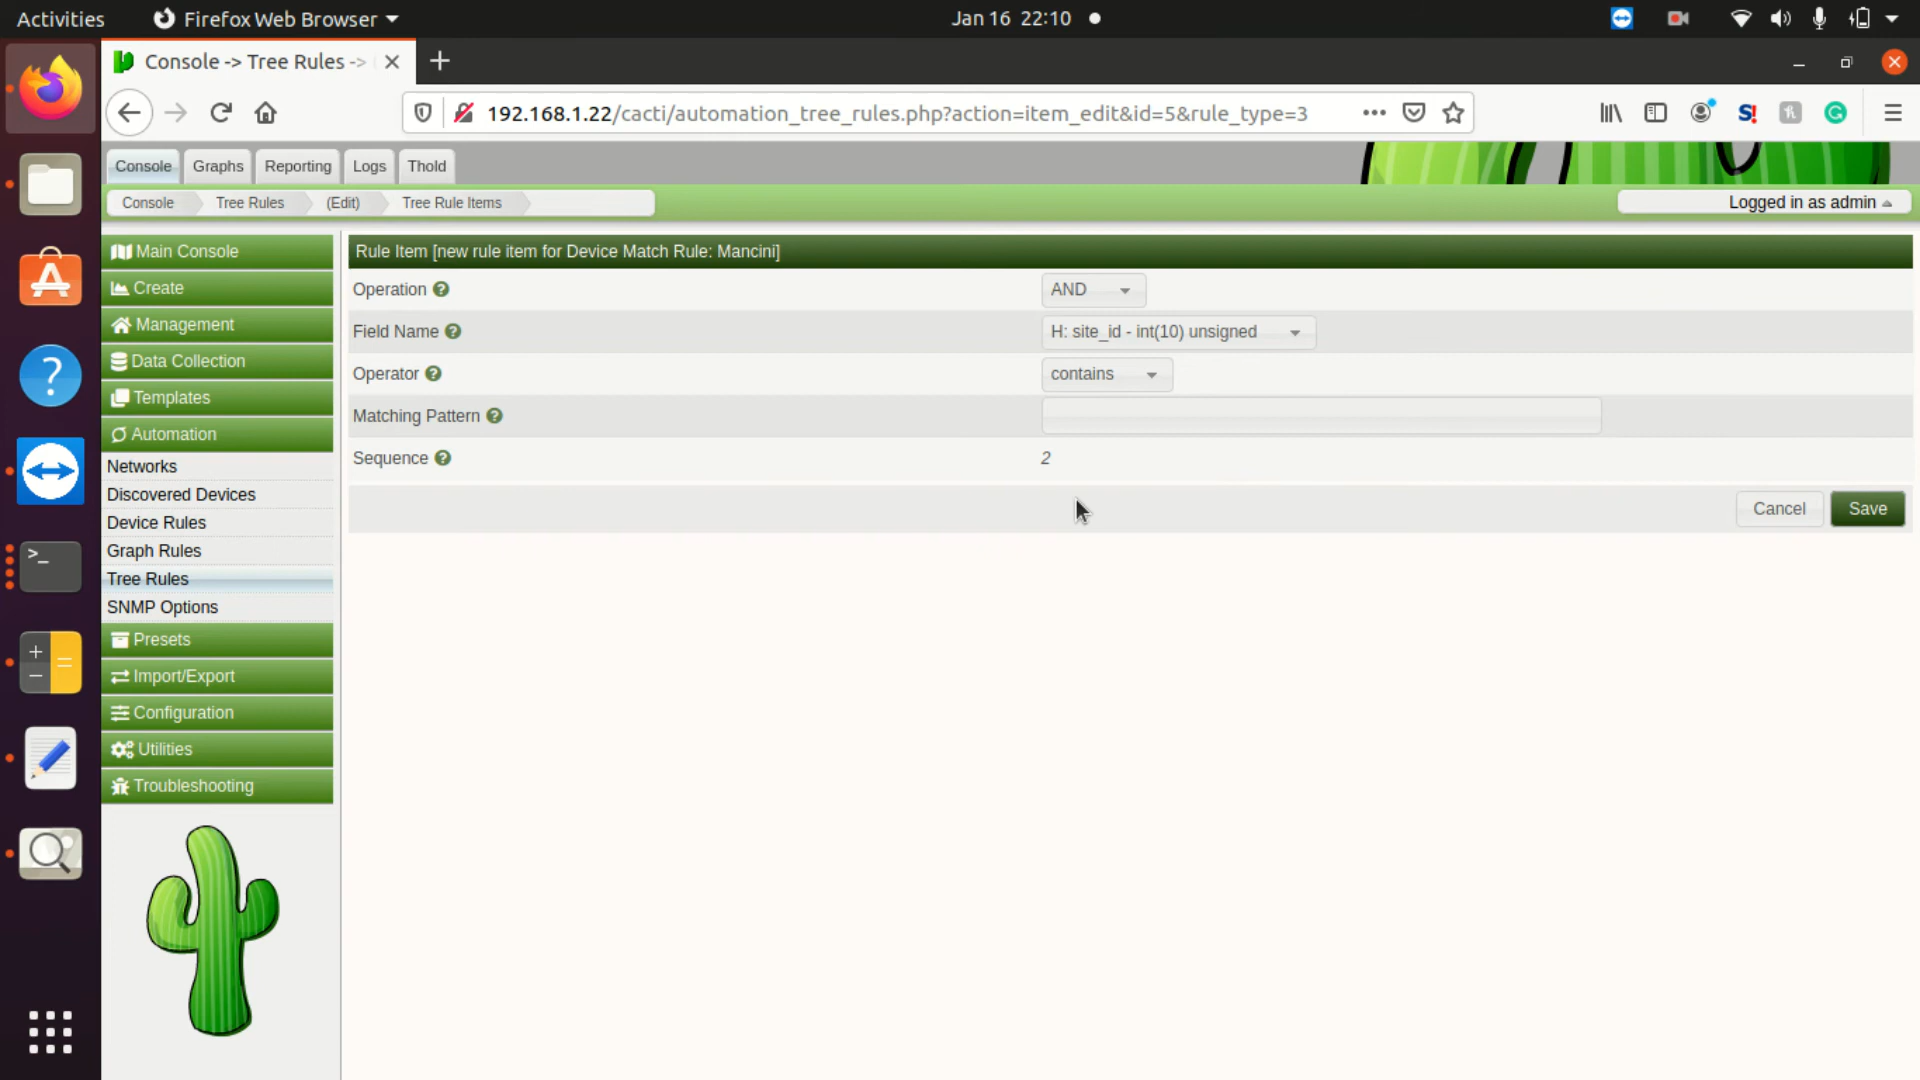 Activities
Firefox Web Browser
Jan 16 22:10
Console -> Tree Rules ->
192.168.1.22/cacti/automation_tree_rules.php?action=item_edit&id=5&rule_type=3
S!
Console
Graphs
Reporting
Logs
Thold
Console
Tree Rules
(Edit)
Tree Rule Items
Logged in as admin
Main Console
Create
Management
Data Collection
Templates
Automation
Networks
Discovered Devices
Device Rules
Graph Rules
Tree Rules
SNMP Options
Presets
Import/Export
Configuration
Utilities
Troubleshooting
Rule Item [new rule item for Device Match Rule: Mancini]
Operation
AND
Field Name
H: site_id - int(10) unsigned
Operator
contains
Matching Pattern
Sequence
2
Cancel
Save